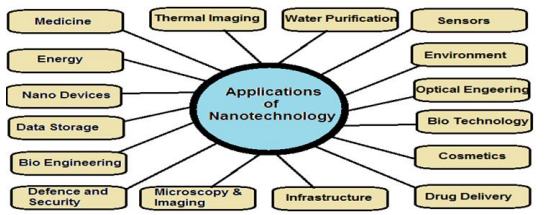 Medicine
Thermal Imaging
Water Purification
Sensors
Energy
Environment
Nano Devices
Optical Engeering
Data Storage
Bio Technology
Applications
of
Nanotechnology
Bio Engineering
Cosmetics
Defence and
Security
Microscopy &
Imaging
Infrastructure
Drug Delivery